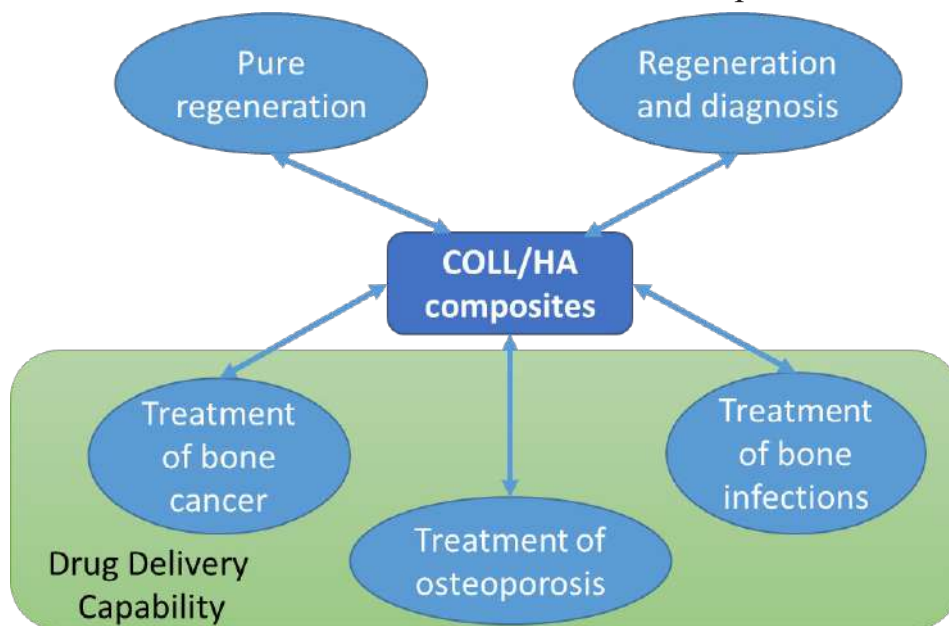 Pure
regeneration
Regeneration
and diagnosis
COLL/HA
composites
Treatment
of bone
cancer
Treatment of
osteoporosis
Treatment
of bone
infections
Drug Delivery
Capability